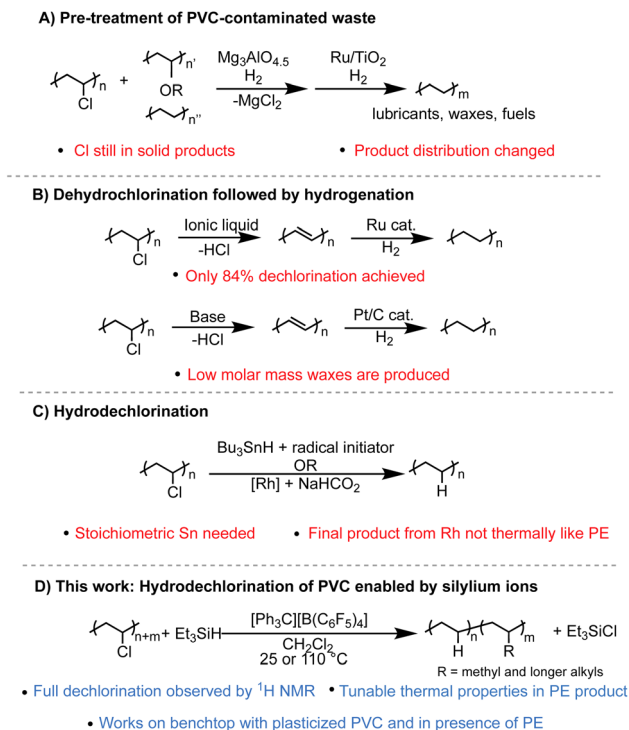 A) Pre-treatment of PVC-contaminated waste
n
Cl
+
n'
OR
n''
Mg3AlO4.5
H2
-MgCl2
Ru/TiO2
H2
m
lubricants, waxes, fuels
• Cl still in solid products
• Product distribution changed
B) Dehydrochlorination followed by hydrogenation
n
Cl
Ionic liquid
-HCl
n
Ru cat.
H2
n
• Only 84% dechlorination achieved
n
Cl
Base
-HCl
n
Pt/C cat.
H2
n
• Low molar mass waxes are produced
C) Hydrodechlorination
n
Cl
Bu3SnH + radical initiator
OR
[Rh] + NaHCO2
n
H
• Stoichiometric Sn needed
• Final product from Rh not thermally like PE
D) This work: Hydrodechlorination of PVC enabled by silylium ions
n+m
Cl
+ Et3SiH
[Ph3C][B(C6F5)4]
CH2Cl2
25 or 110 °C
n
H
m
R
+ Et3SiCl
R = methyl and longer alkyls
• Full dechlorination observed by 1H NMR
• Tunable thermal properties in PE product
• Works on benchtop with plasticized PVC and in presence of PE